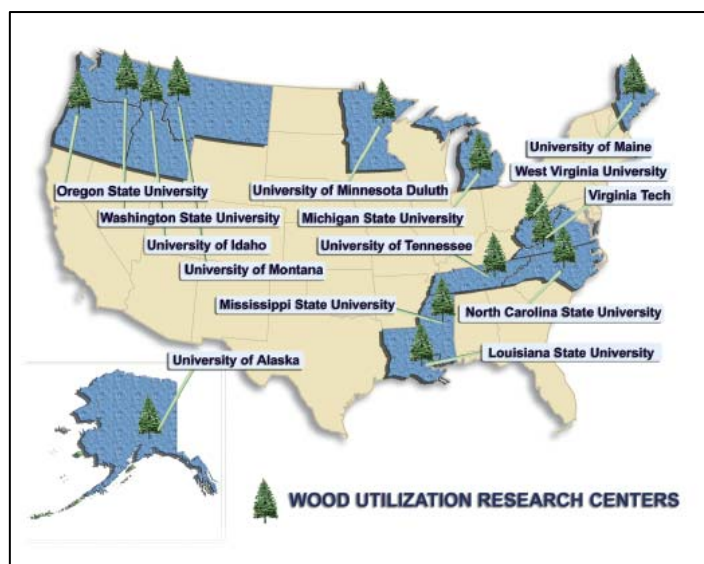 University of Maine
West Virginia University
Virginia Tech
Oregon State University
University of Minnesota Duluth
Washington State University
Michigan State University
University of Idaho
University of Tennessee
University of Montana
Mississippi State University
North Carolina State University
Louisiana State University
University of Alaska
WOOD UTILIZATION RESEARCH CENTERS